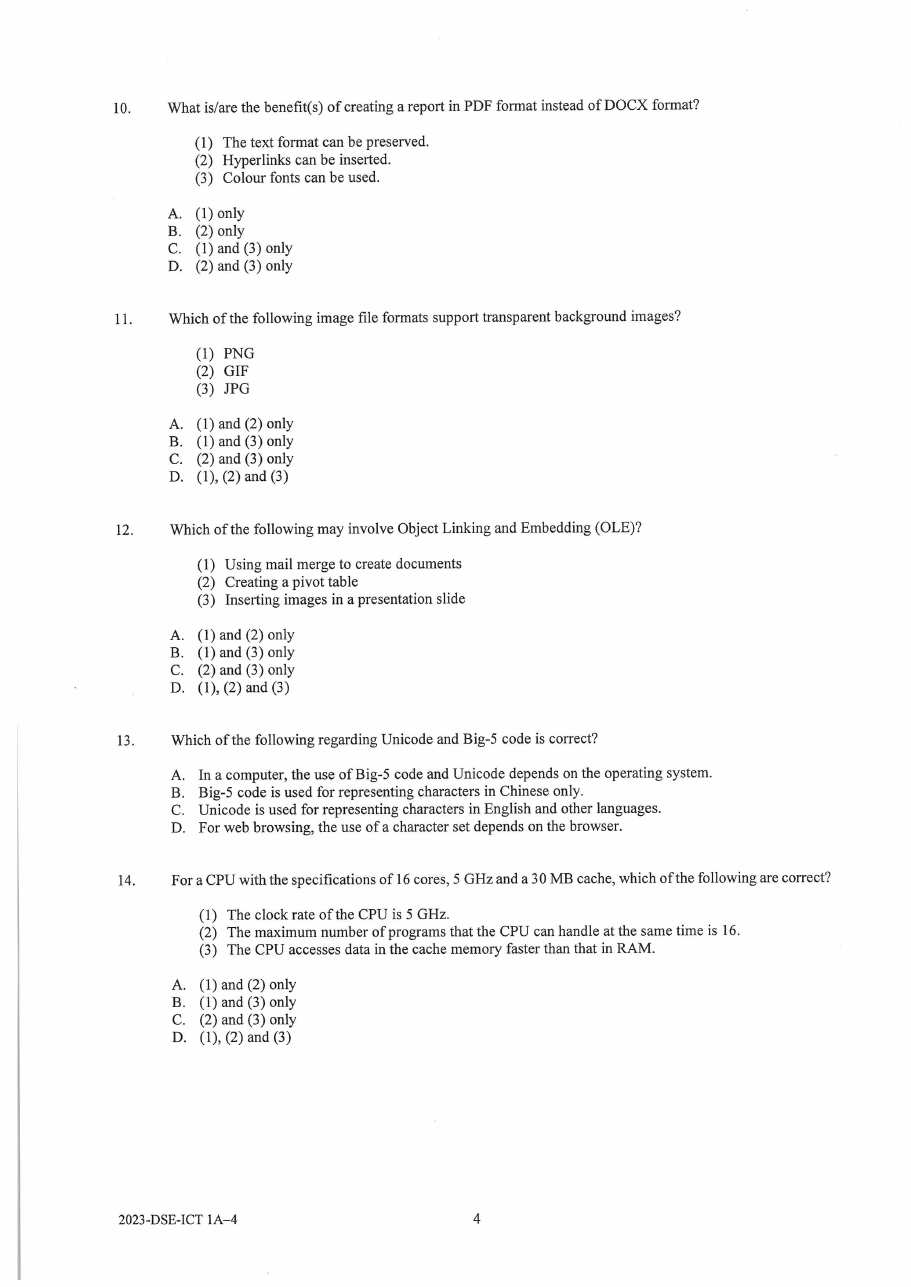 10. What is/are the benefit(s) of creating a report in PDF format instead of DOCX format?
(1) The text format can be preserved.
(2) Hyperlinks can be inserted.
(3) Colour fonts can be used.
A. (1) only
B. (2) only
C. (1) and (3) only
D. (2) and (3) only
11. Which of the following image file formats support transparent background images?
(1) PNG
(2) GIF
(3) JPG
A. (1) and (2) only
B. (1) and (3) only
C. (2) and (3) only
D. (1), (2) and (3)
12. Which of the following may involve Object Linking and Embedding (OLE)?
(1) Using mail merge to create documents
(2) Creating a pivot table
(3) Inserting images in a presentation slide
A. (1) and (2) only
B. (1) and (3) only
C. (2) and (3) only
D. (1), (2) and (3)
13. Which of the following regarding Unicode and Big-5 code is correct?
A. In a computer, the use of Big-5 code and Unicode depends on the operating system.
B. Big-5 code is used for representing characters in Chinese only.
C. Unicode is used for representing characters in English and other languages.
D. For web browsing, the use of a character set depends on the browser.
14. For a CPU with the specifications of 16 cores, 5 GHz and a 30 MB cache, which of the following are correct?
(1) The clock rate of the CPU is 5 GHz.
(2) The maximum number of programs that the CPU can handle at the same time is 16.
(3) The CPU accesses data in the cache memory faster than that in RAM.
A. (1) and (2) only
B. (1) and (3) only
C. (2) and (3) only
D. (1), (2) and (3)
2023-DSE-ICT 1A–4 4